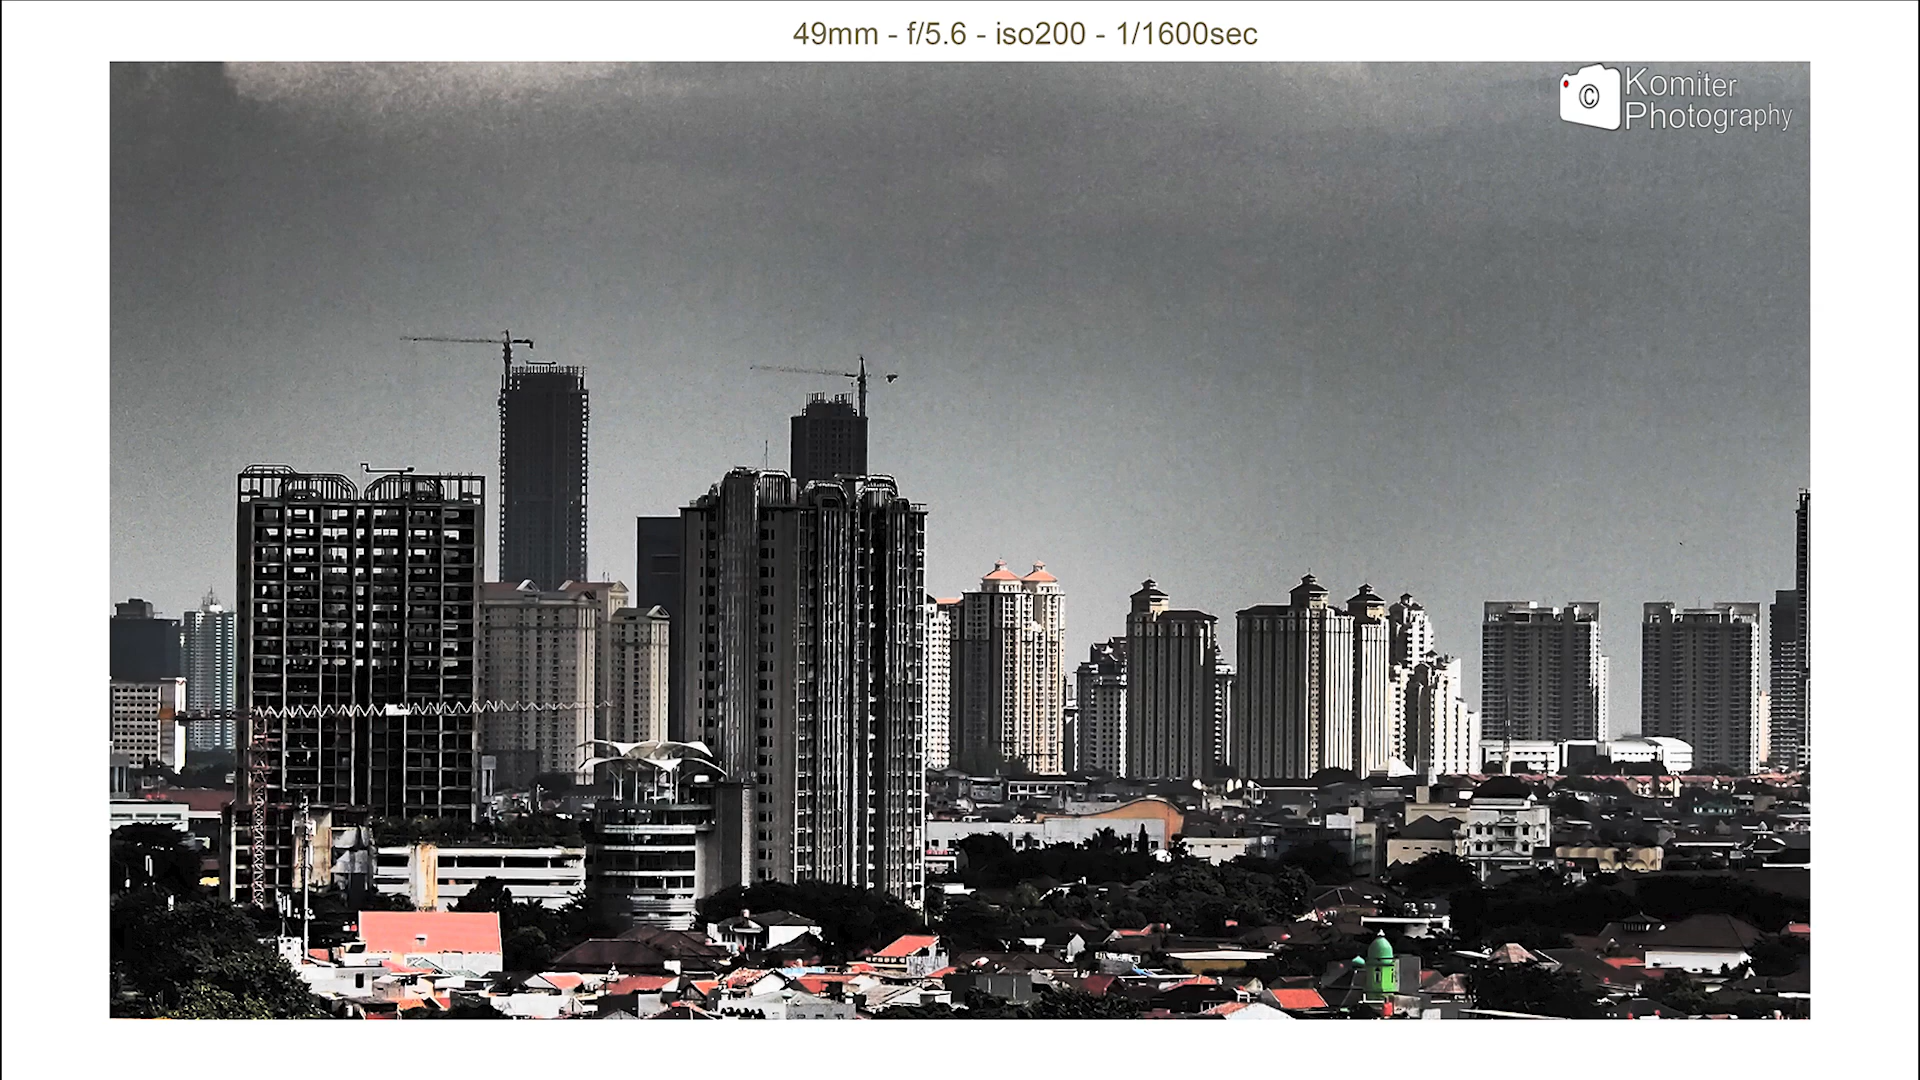 49mm - f/5.6 - iso200 - 1/1600sec
©
Komiter
Photography